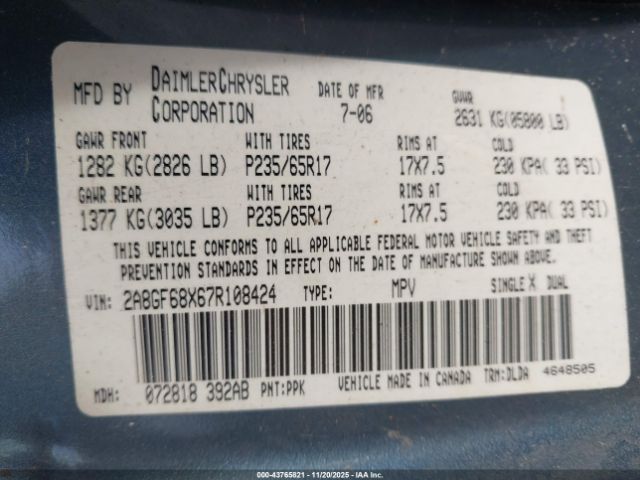 MFD BY DAIMLERCHRYSLER CORPORATION DATE OF MFR 7-06 GVWR 2631 KG(05800 LB)
GAWR FRONT WITH TIRES RIMS AT COLD
1282 KG(2826 LB) P235/65R17 17X7.5 230 KPA( 33 PSI)
GAWR REAR WITH TIRES RIMS AT COLD
1377 KG(3035 LB) P235/65R17 17X7.5 230 KPA( 33 PSI)
THIS VEHICLE CONFORMS TO ALL APPLICABLE FEDERAL MOTOR VEHICLE SAFETY AND THEFT
PREVENTION STANDARDS IN EFFECT ON THE DATE OF MANUFACTURE SHOWN ABOVE.
VIN: 2A8GF68X67R108424 TYPE: MPV SINGLE X DUAL
MDH: 072818 392AB PNT:PPK VEHICLE MADE IN CANADA TRM:DLDA 4648505
000-43765821 - 11/20/2025 - IAA Inc.